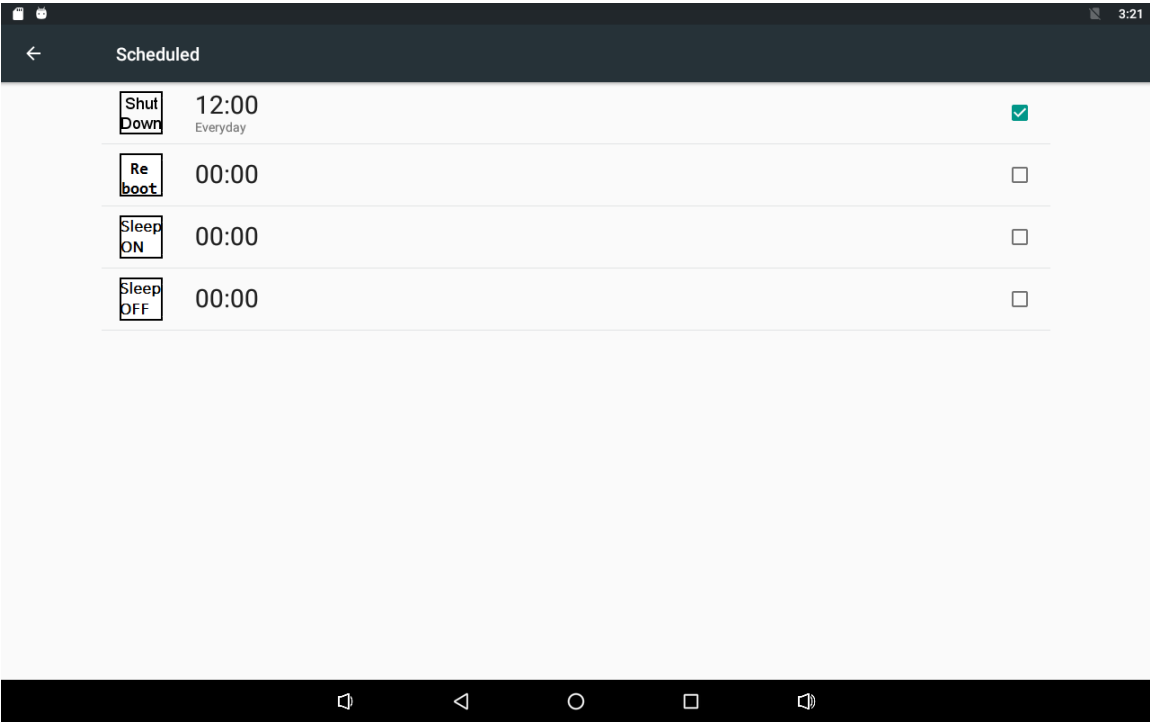 3:21
Scheduled
Shut
Down
12:00
Everyday
Re
boot
00:00
Sleep
ON
00:00
Sleep
OFF
00:00